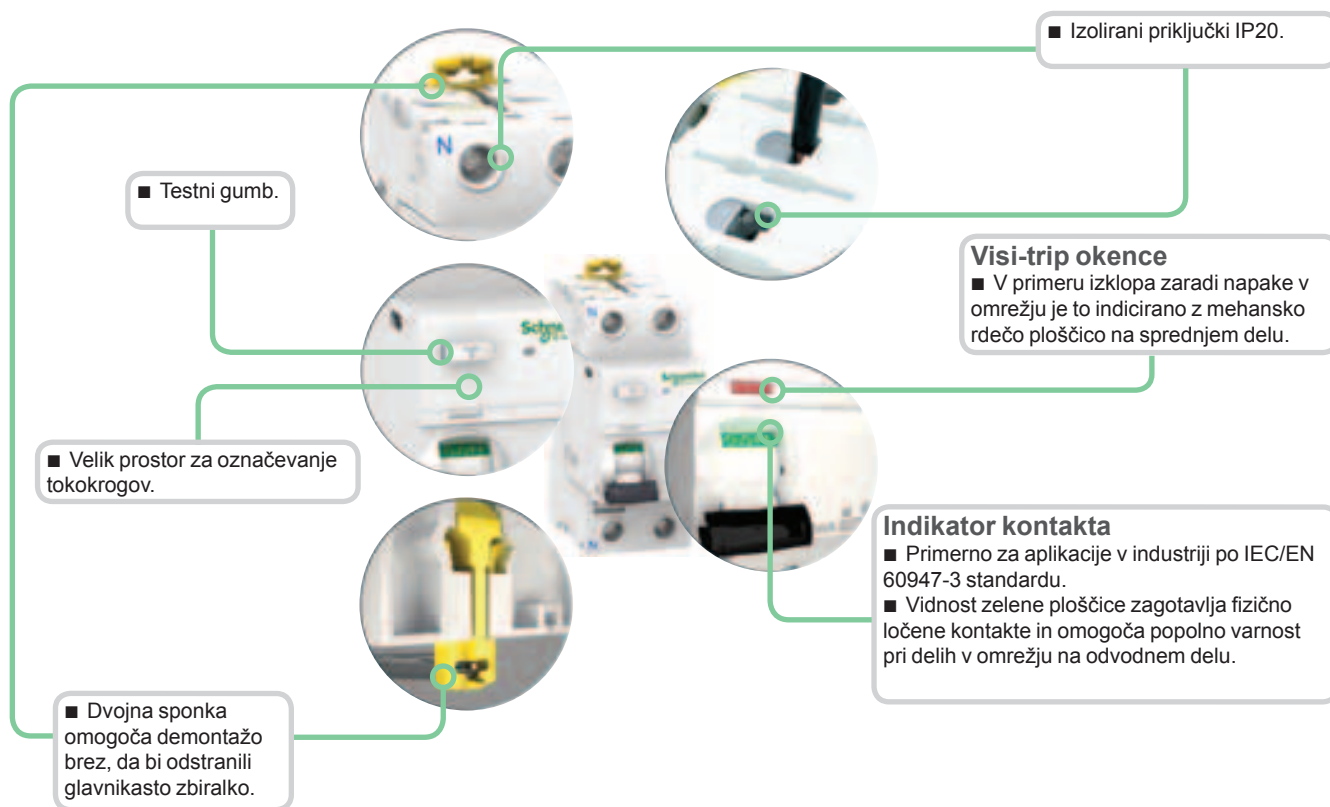 ■ Izolirani priključki IP20.
N
■ Testni gumb.
Visi-trip okence
■ V primeru izklopa zaradi napake v
omrežju je to indicirano z mehansko
rdečo ploščico na sprednjem delu.
N
Schneider
■ Velik prostor za označevanje
tokokrogov.
Indikator kontakta
■ Primerno za aplikacije v industriji po IEC/EN
60947-3 standardu.
■ Vidnost zelene ploščice zagotavlja fizično
ločene kontakte in omogoča popolno varnost
pri delih v omrežju na odvodnem delu.
N
■ Dvojna sponka
omogoča demontažo
brez, da bi odstranili
glavnikasto zbiralko.